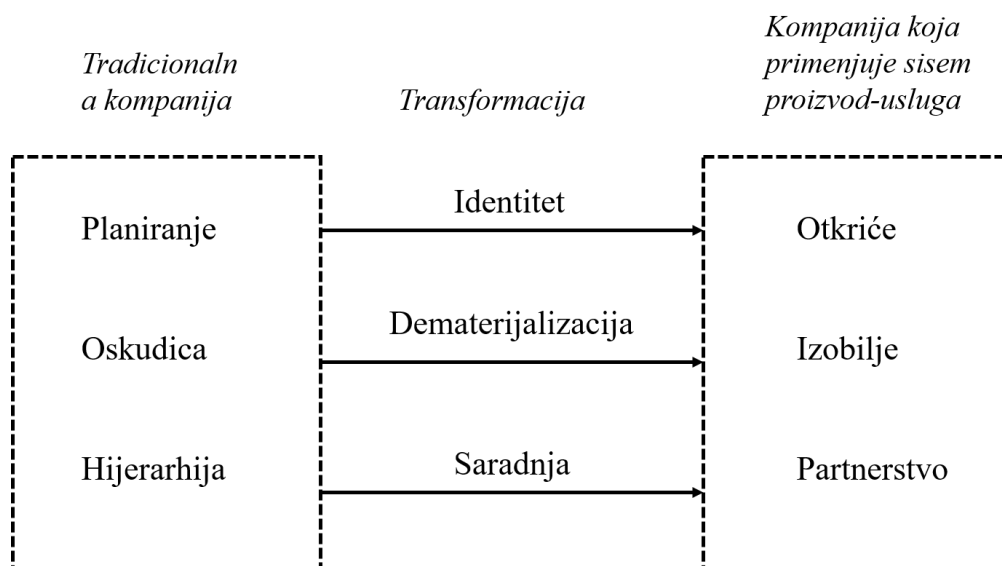 Tradicionaln
a kompanija
Transformacija
Kompanija koja
primenjuje sisem
proizvod-usluga
Planiranje
Identitet
Otkriće
Oskudica
Dematerijalizacija
Izobilje
Hijerarhija
Saradnja
Partnerstvo